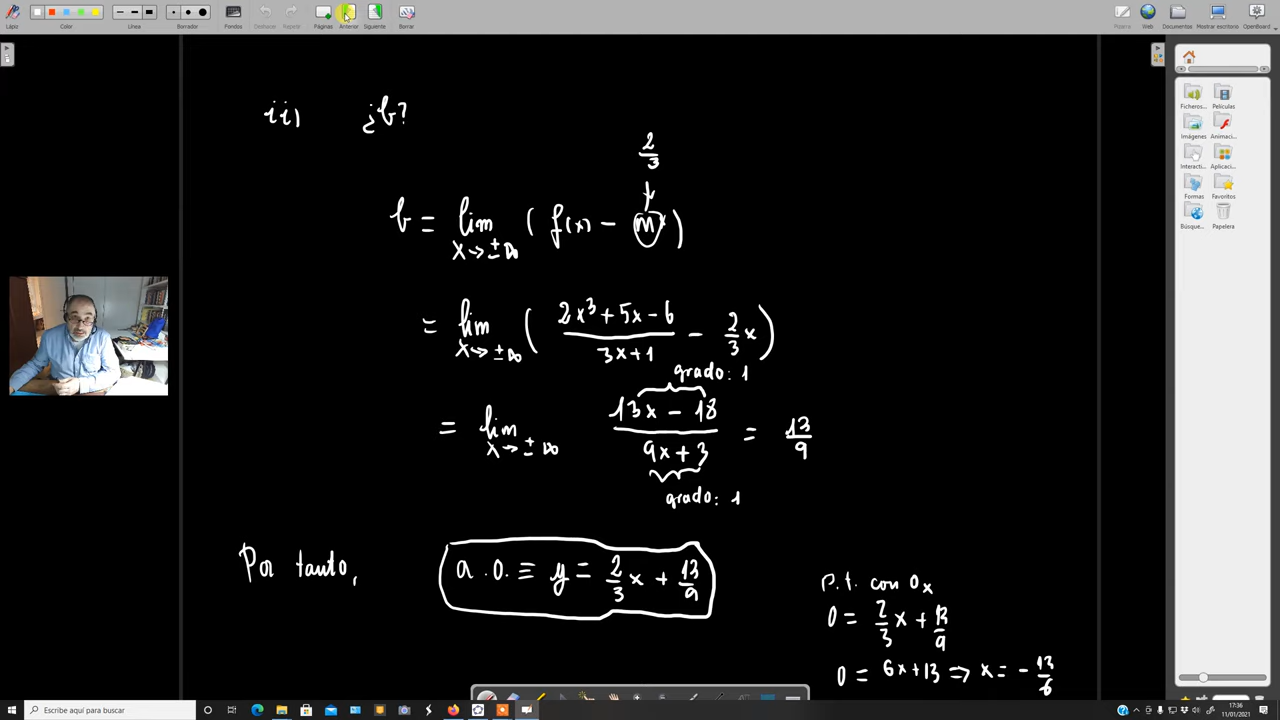 Lápiz Color Línea Borrador Fondos Deshacer Repetir Páginas Anterior Siguiente Borrar Pizarra Web Documentos Mostrar escritorio OpenBoard
iii) ¿b?
2/3
b = lim x→±∞ ( f(x) − mx )
= lim x→±∞ ( (2x³+5x−6)/(3x+1) − 2/3 x )
grado: 1
= lim x→±∞ (13x − 18)/(9x + 3) = 13/9
grado: 1
Por tanto, a.o. ≡ y = 2/3 x + 13/9
p.t. con Ox
0 = 2/3 x + 13/9
0 = 6x+13 ⇒ x = −13/6
Ficheros... Películas
Imágenes Animaci...
Interacti... Aplicaci...
Formas Favoritos
Búsque... Papelera
Escribe aquí para buscar
17:36
11/01/2021